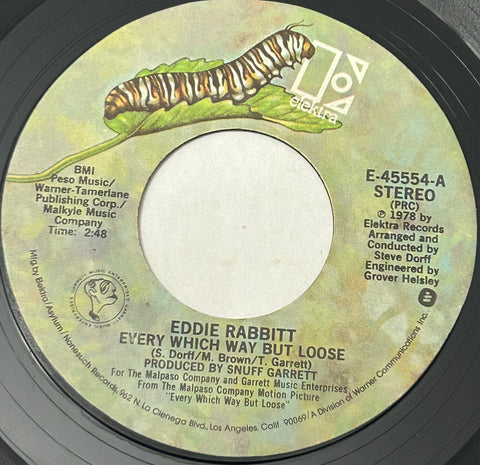 elektra
BMI
Peso Music/
Warner-Tamerlane
Publishing Corp./
Malkyle Music
Company
Time: 2:48
E-45554-A
STEREO
(PRC)
℗ 1978 by
Elektra Records
Arranged and
Conducted by
Steve Dorff
Engineered by
Grover Helsley
EDDIE RABBITT
EVERY WHICH WAY BUT LOOSE
(S. Dorff/M. Brown/T. Garrett)
PRODUCED BY SNUFF GARRETT
For The Malpaso Company and Garrett Music Enterprises
From The Malpaso Company Motion Picture
"Every Which Way But Loose"
Mfg by Elektra/Asylum/Nonesuch Records, 962 N. La Cienega Blvd., Los Angeles, Calif. 90069/A Division of Warner Communications Inc.